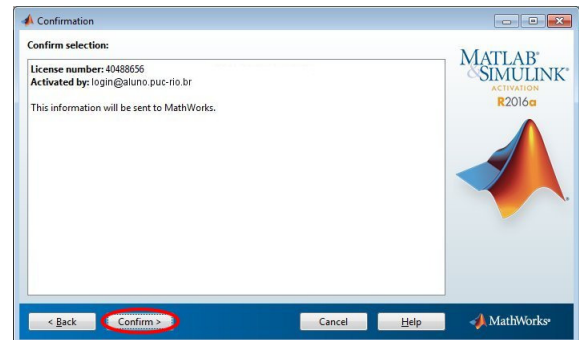 Confirmation
Confirm selection:
License number: 40488656
Activated by: login@aluno.puc-rio.br
This information will be sent to MathWorks.
MATLAB®
&SIMULINK®
ACTIVATION
R2016a
< Back
Confirm >
Cancel
Help
MathWorks®